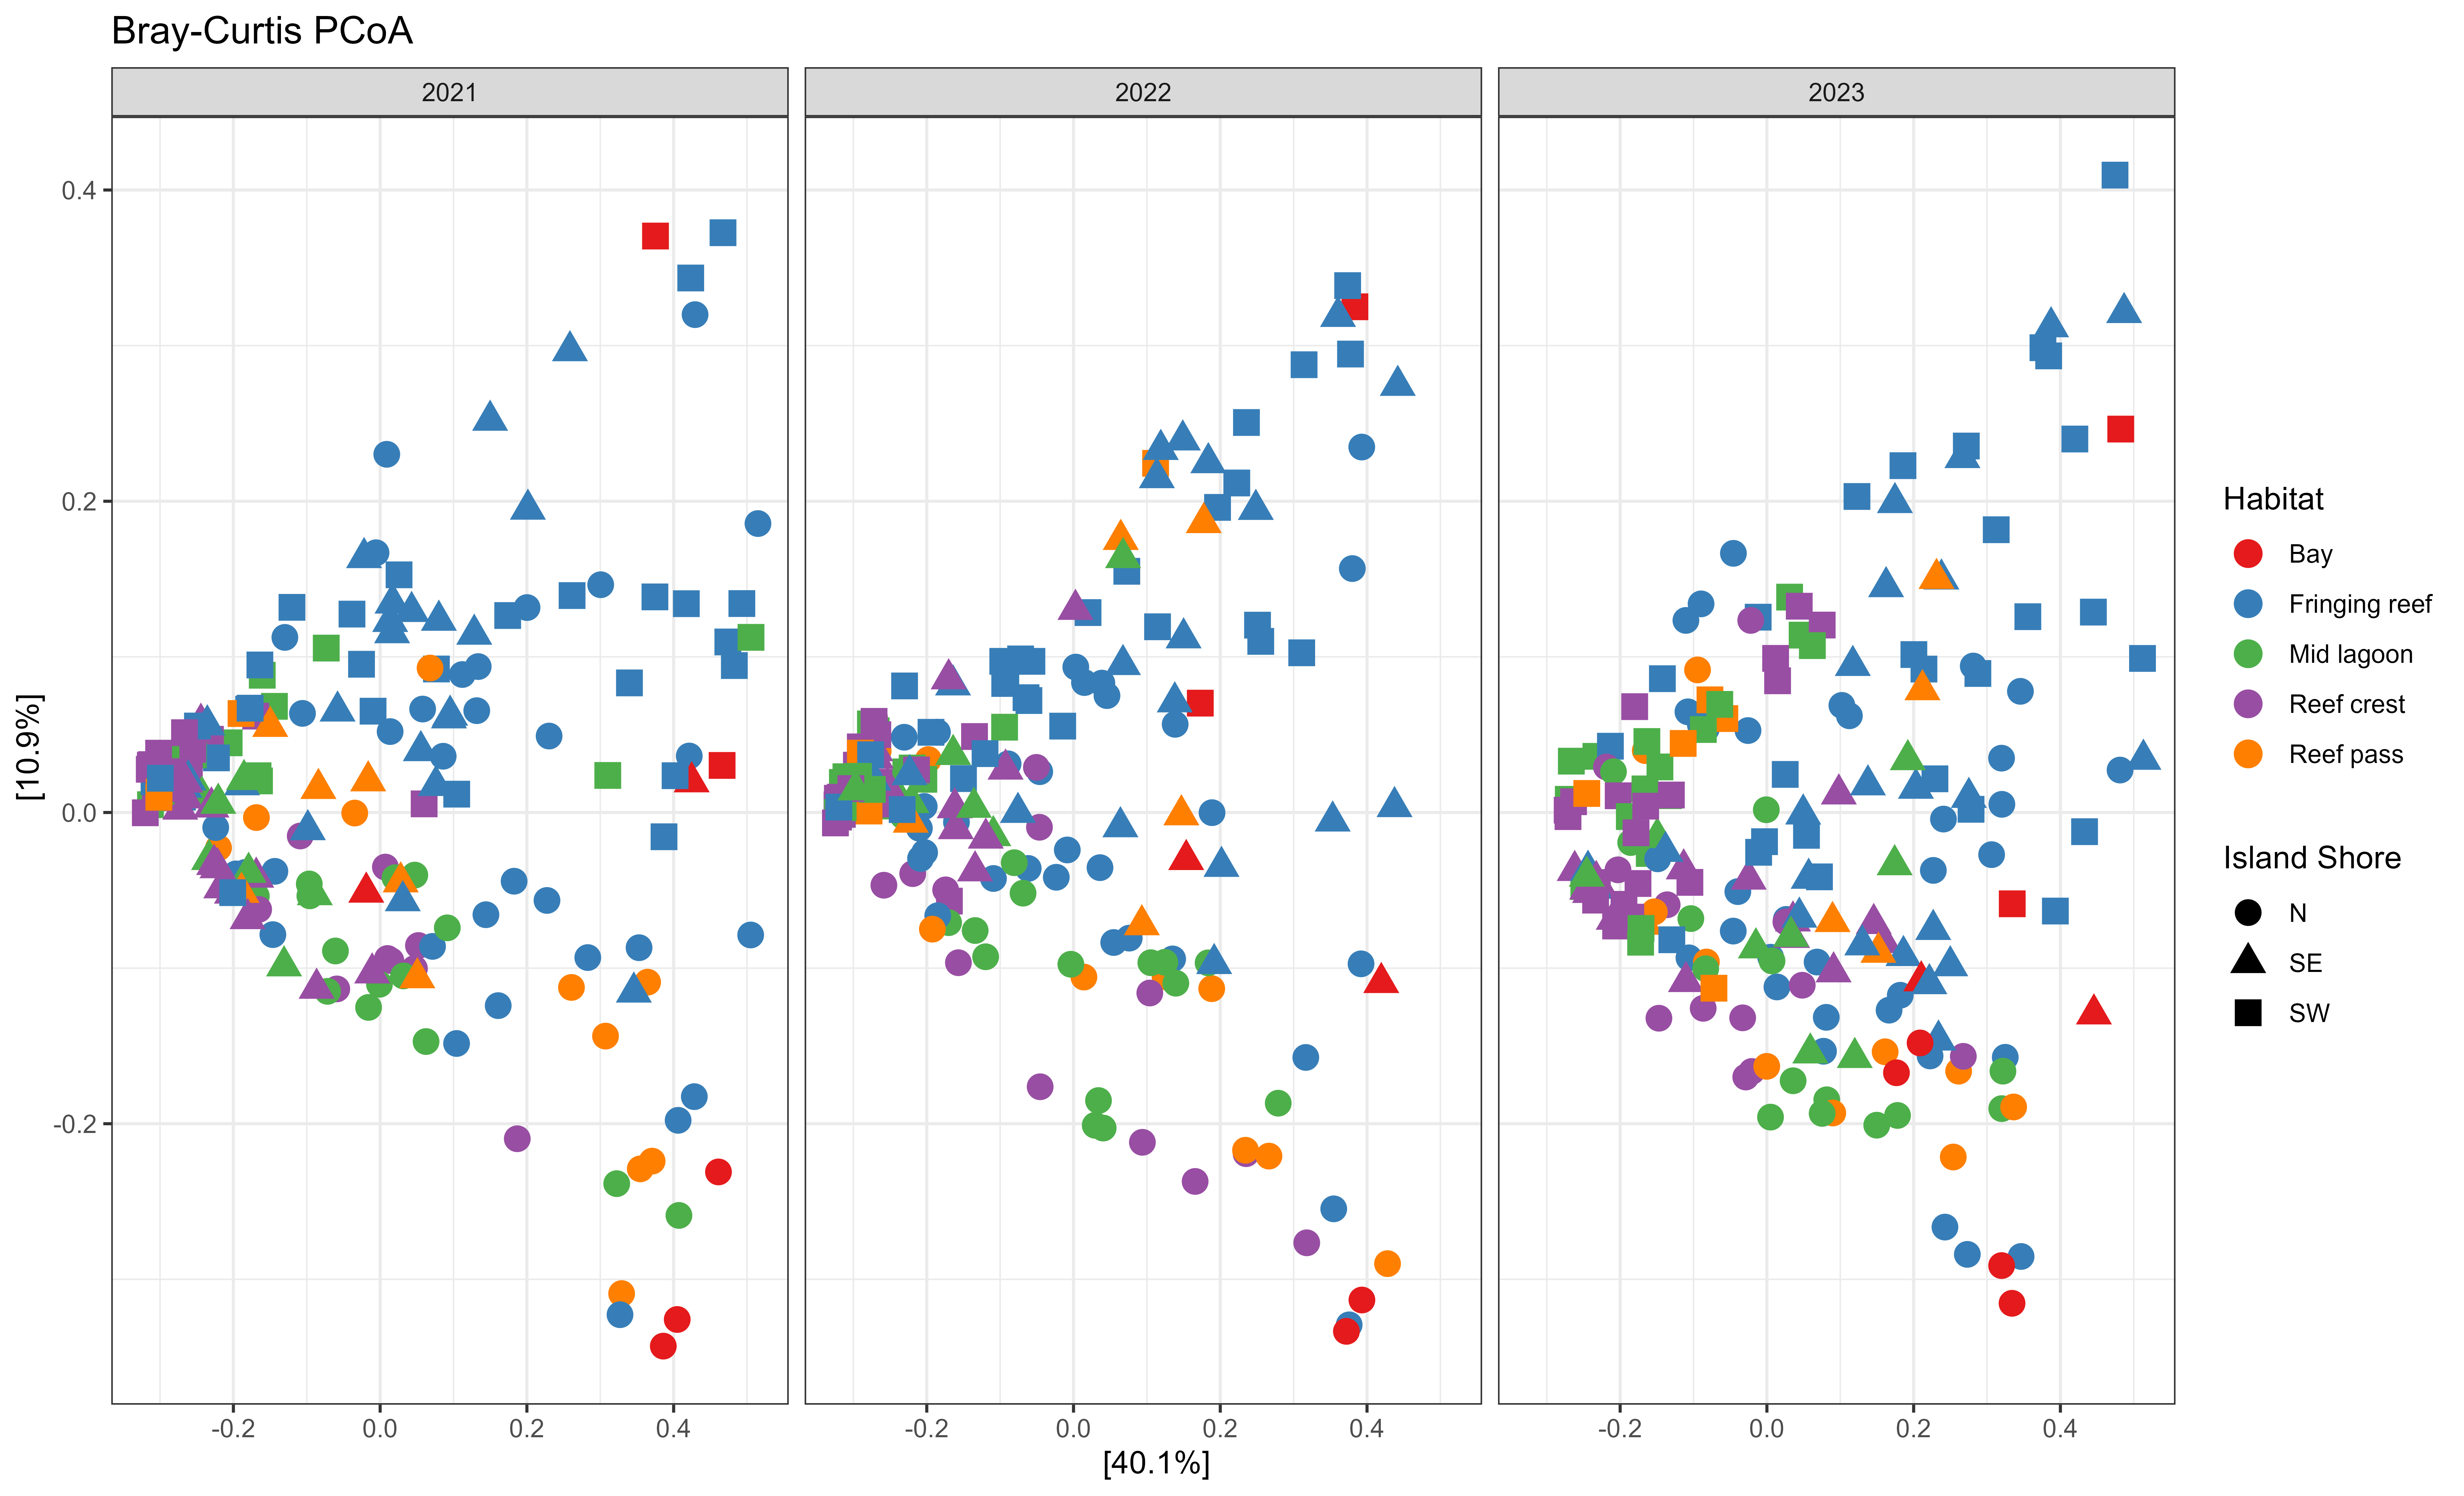 Bray-Curtis PCoA
2021
2022
2023
0.4
0.2
0.0
-0.2
[10.9%]
-0.2 0.0 0.2 0.4
-0.2 0.0 0.2 0.4
-0.2 0.0 0.2 0.4
[40.1%]
Habitat
Bay
Fringing reef
Mid lagoon
Reef crest
Reef pass
Island Shore
N
SE
SW